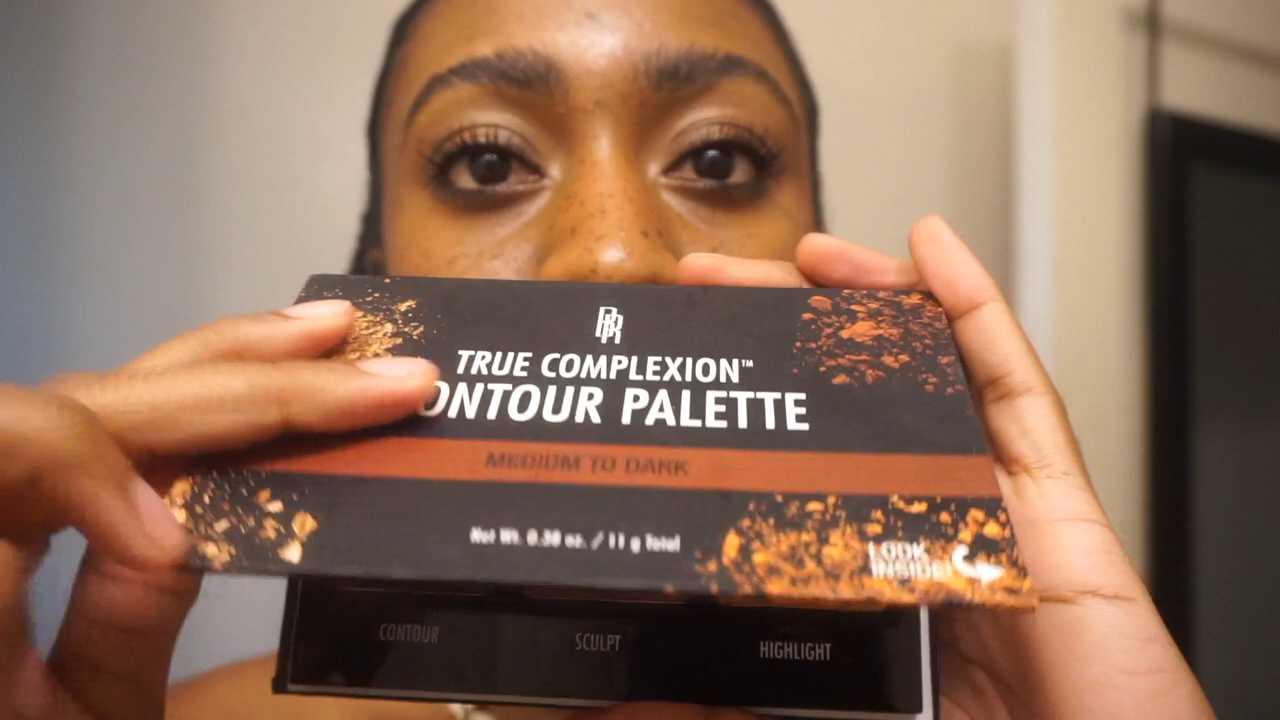 TRUE COMPLEXION™
ONTOUR PALETTE
MEDIUM TO DARK
Net Wt. 0.38 oz. / 11 g Total
LOOK
INSIDE!
CONTOUR
SCULPT
HIGHLIGHT